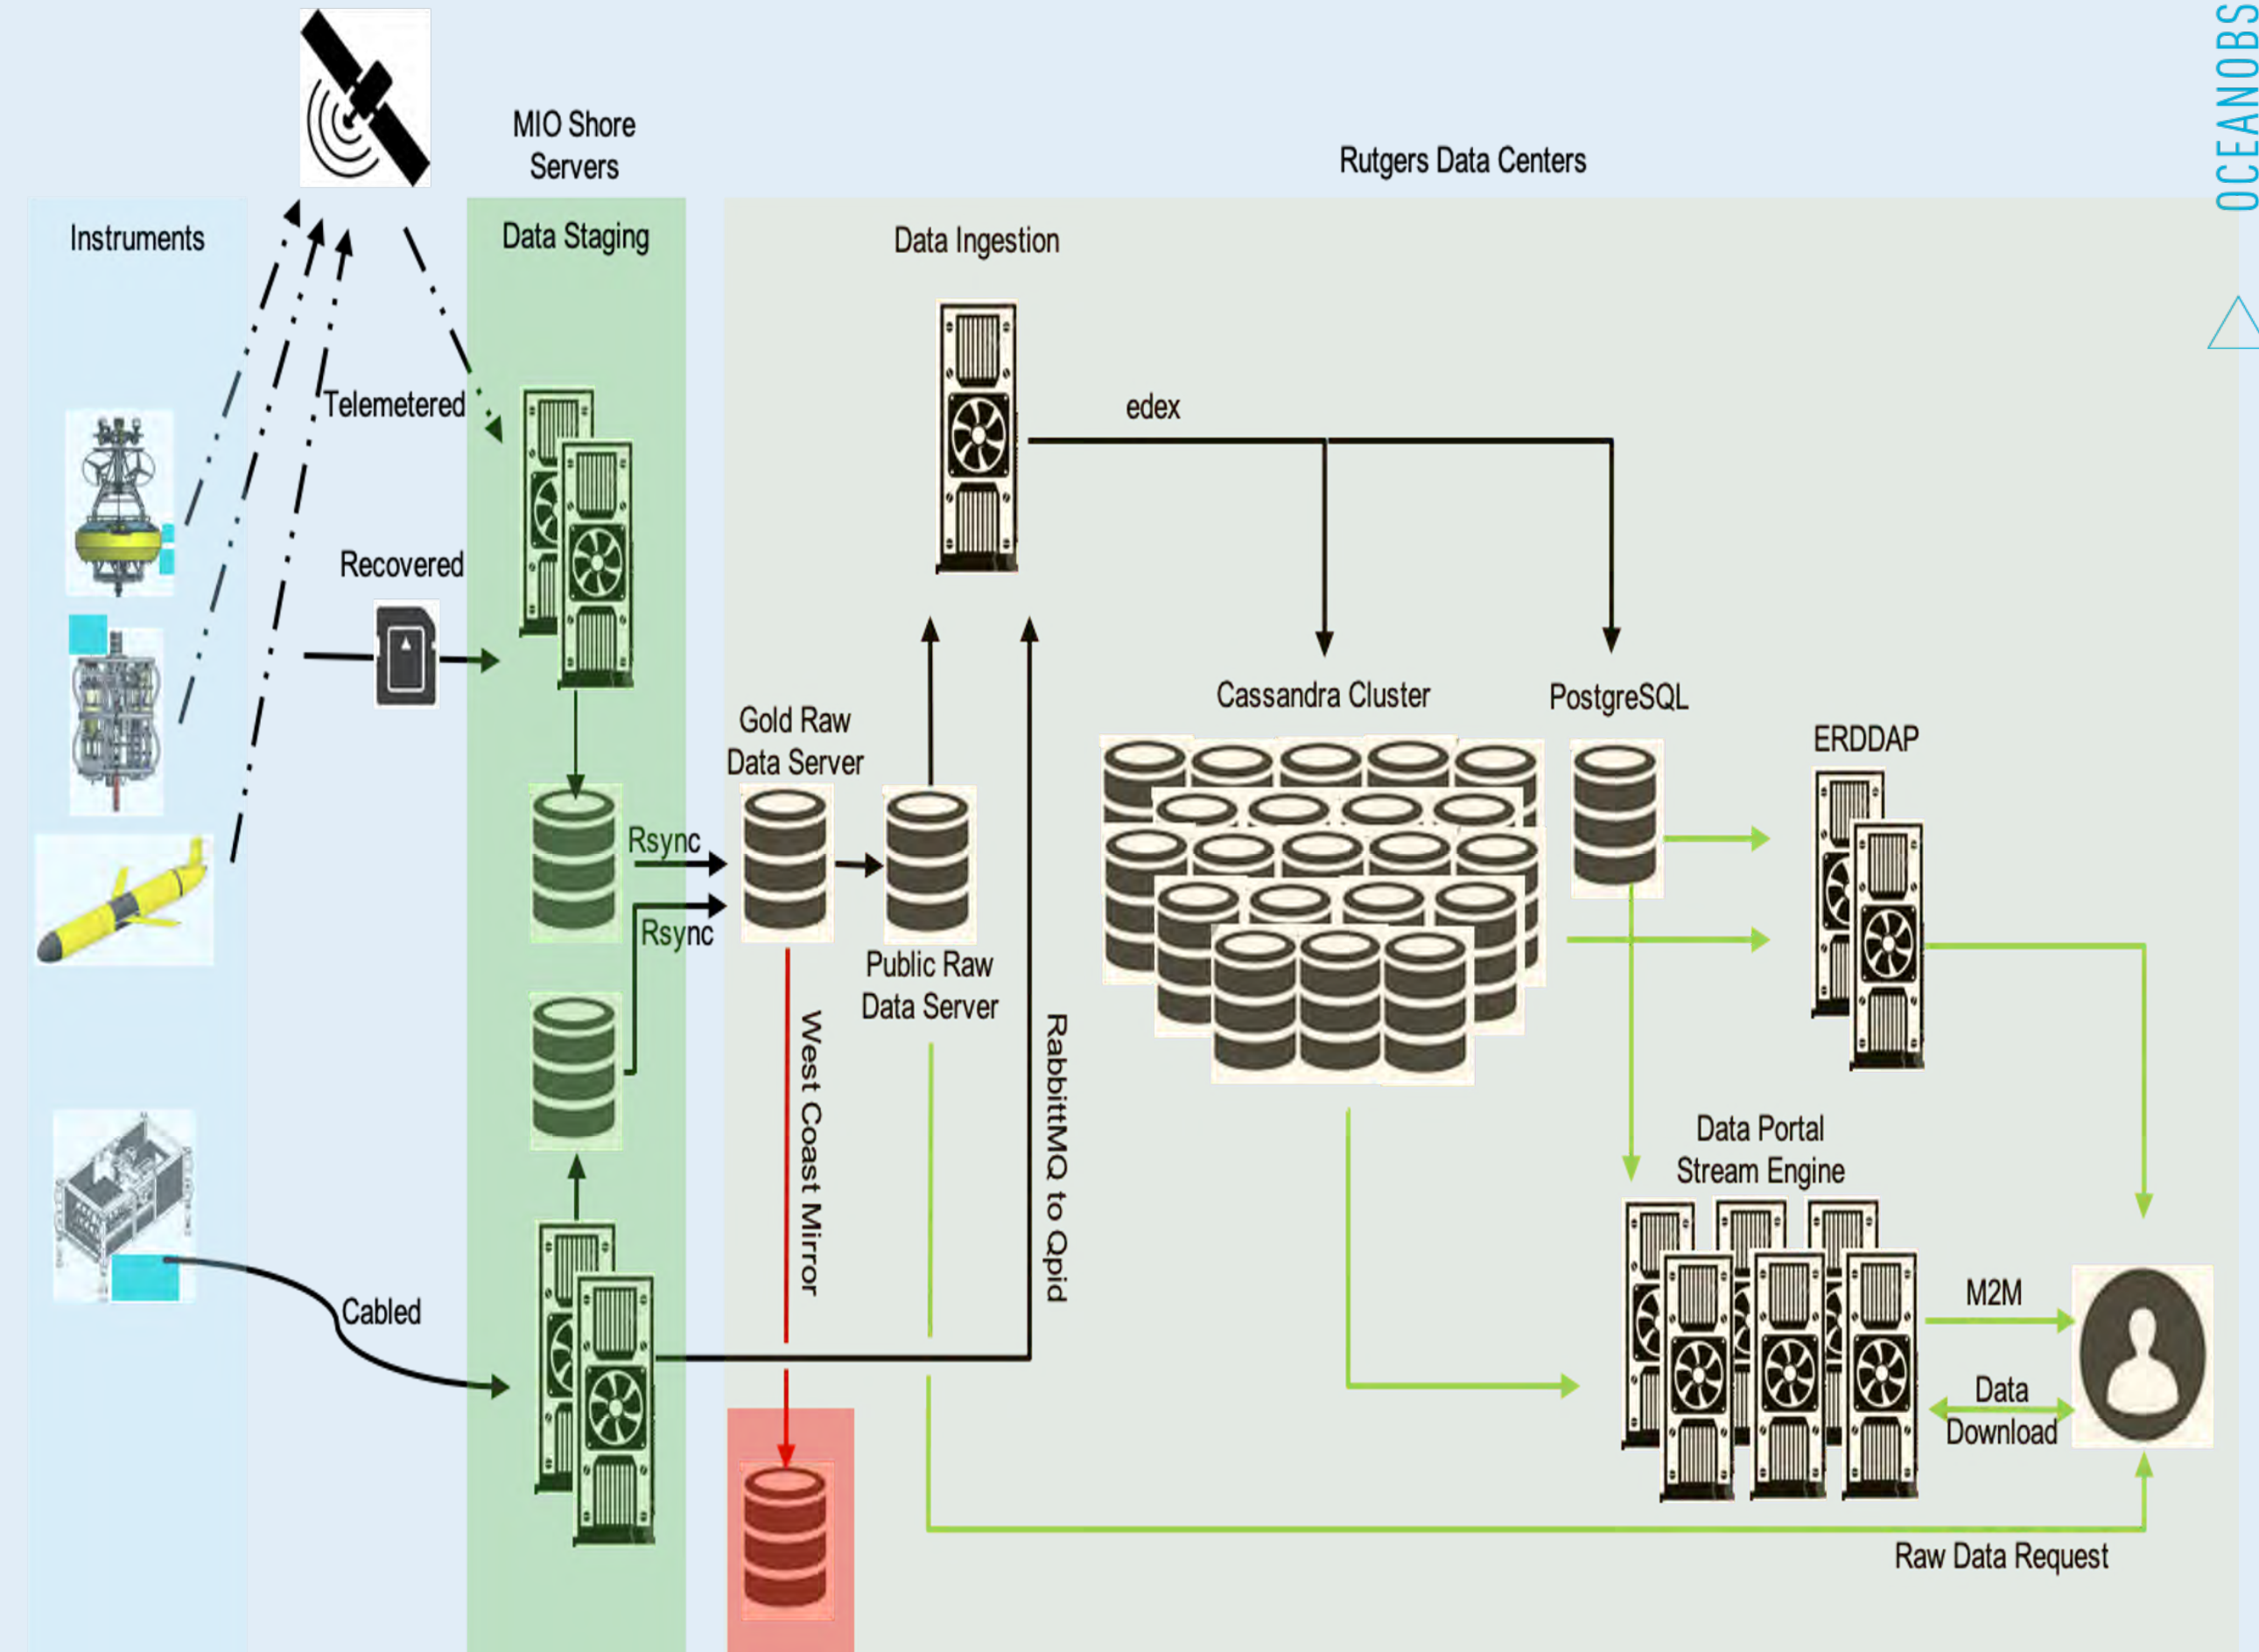 OCEANOBS
MIO Shore
Servers
Rutgers Data Centers
Instruments
Data Staging
Data Ingestion
Telemetered
edex
Recovered
Gold Raw
Data Server
Cassandra Cluster
PostgreSQL
ERDDAP
Rsync
Rsync
Public Raw
Data Server
West Coast Mirror
RabbittMQ to Qpid
Data Portal
Stream Engine
Cabled
M2M
Data
Download
Raw Data Request